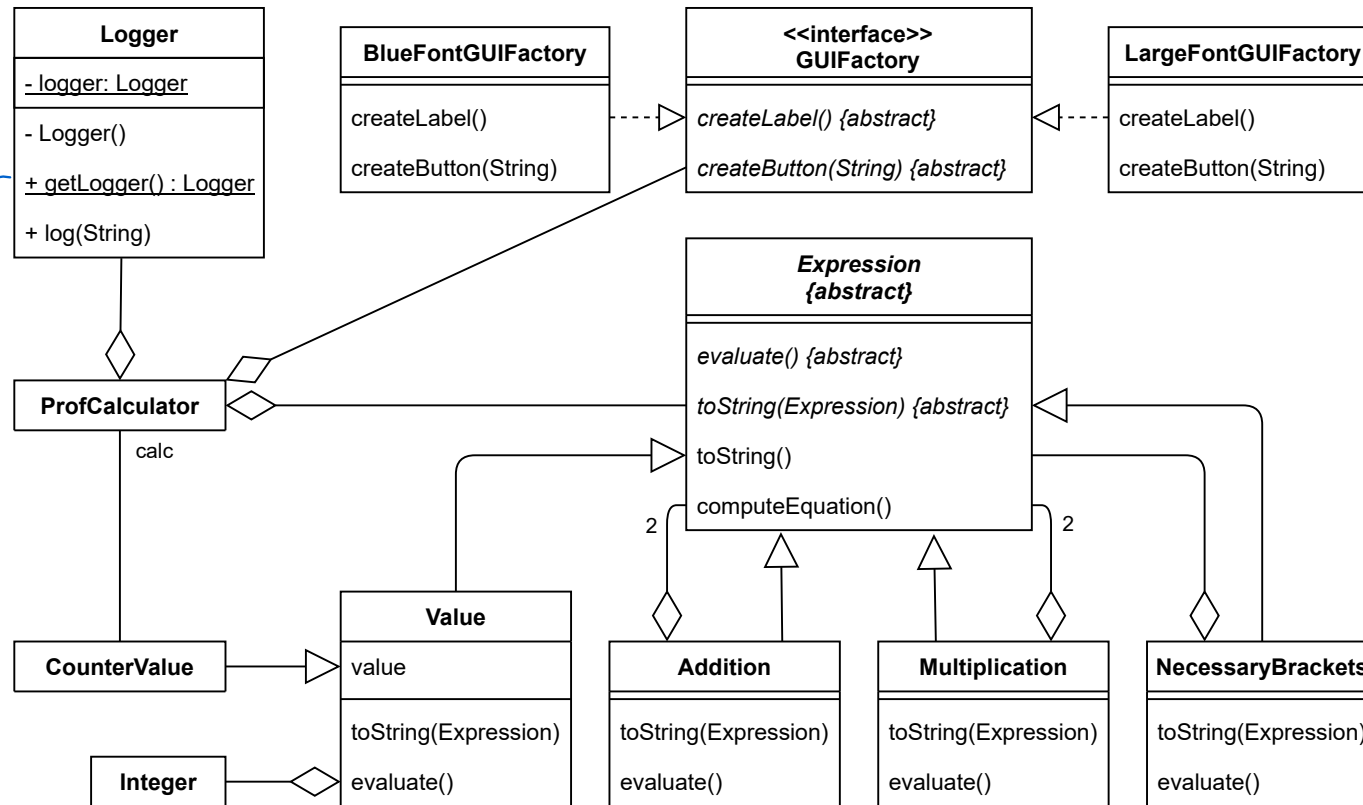 Logger
- logger: Logger
- Logger()
+ getLogger() : Logger
+ log(String)
BlueFontGUIFactory
createLabel()
createButton(String)
<<interface>>
GUIFactory
createLabel() {abstract}
createButton(String) {abstract}
LargeFontGUIFactory
createLabel()
createButton(String)
Expression
{abstract}
evaluate() {abstract}
toString(Expression) {abstract}
toString()
computeEquation()
ProfCalculator
calc
2
2
CounterValue
Value
value
toString(Expression)
evaluate()
Integer
Addition
toString(Expression)
evaluate()
Multiplication
toString(Expression)
evaluate()
NecessaryBrackets
toString(Expression)
evaluate()